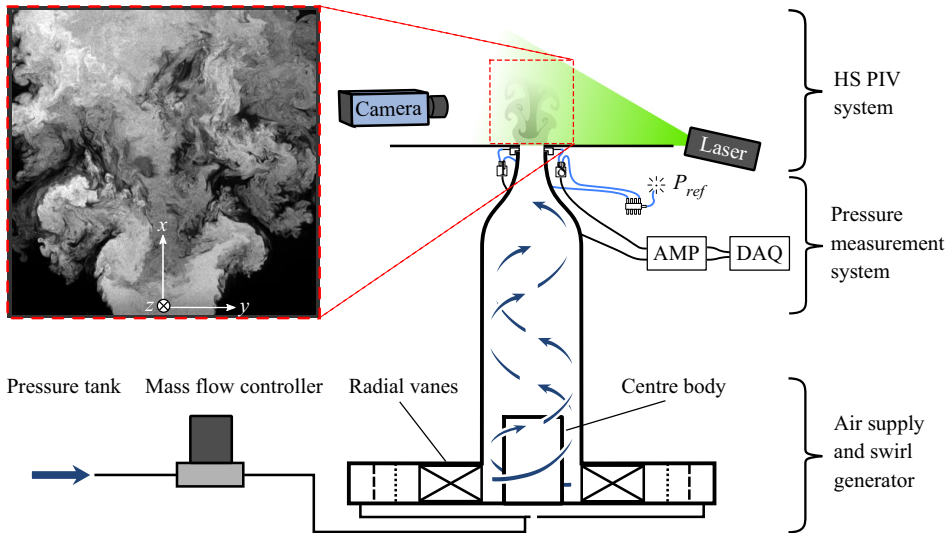 x
z
y
Camera
Laser
HS PIV
system
P_ref
AMP
DAQ
Pressure
measurement
system
Pressure tank
Mass flow controller
Radial vanes
Centre body
Air supply
and swirl
generator